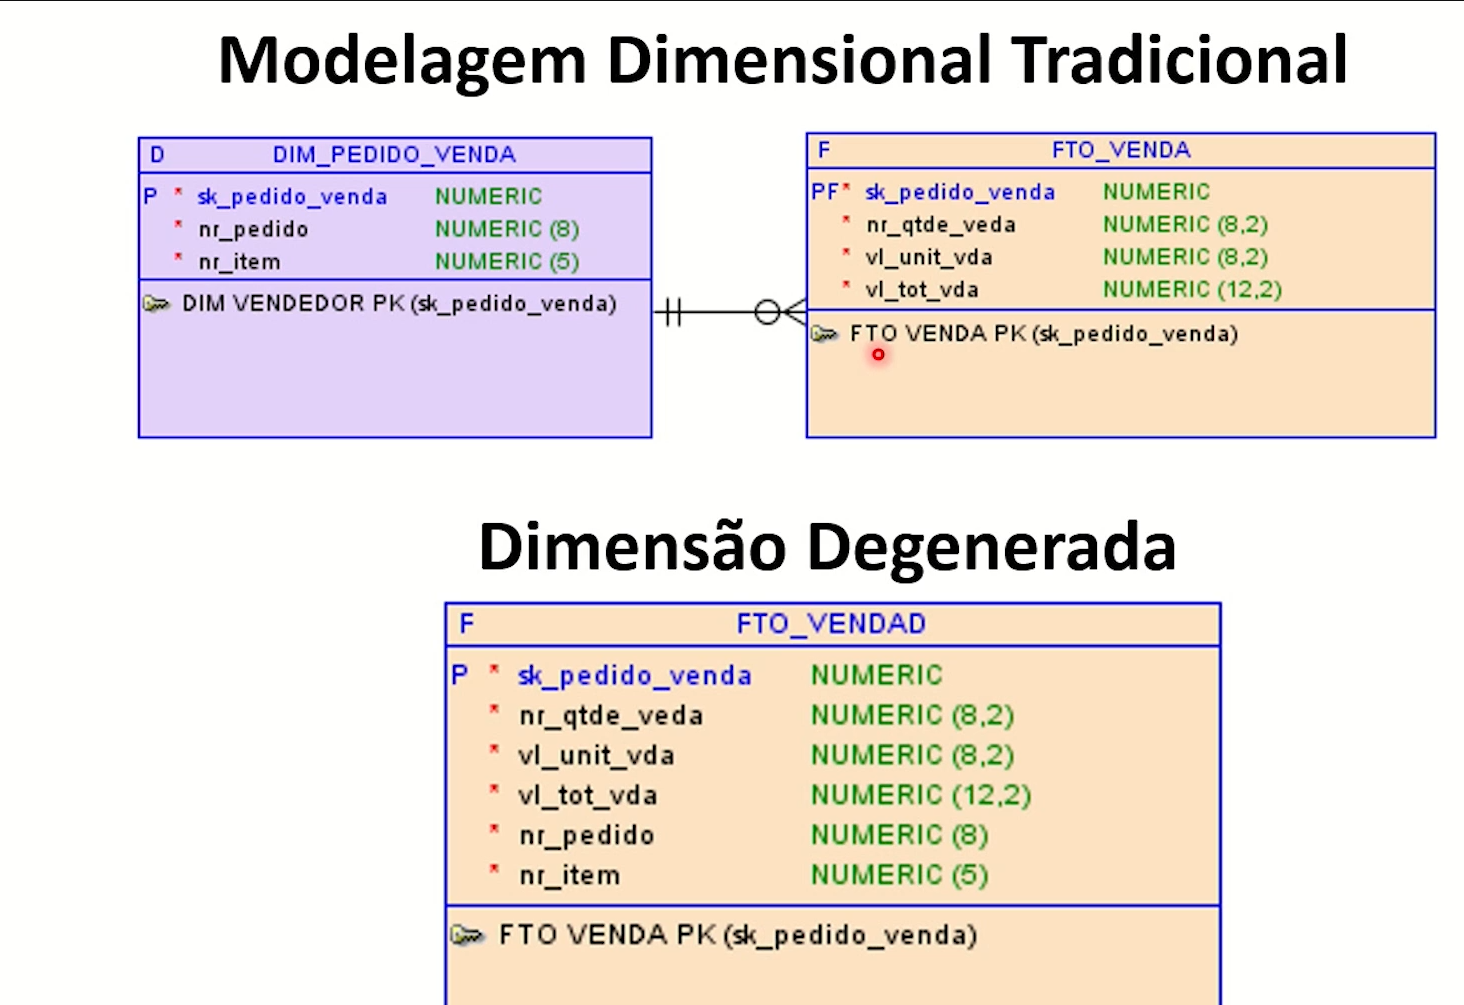 Modelagem Dimensional Tradicional
D DIM_PEDIDO_VENDA
P * sk_pedido_venda NUMERIC
* nr_pedido NUMERIC (8)
* nr_item NUMERIC (5)
DIM VENDEDOR PK (sk_pedido_venda)
F FTO_VENDA
PF* sk_pedido_venda NUMERIC
* nr_qtde_veda NUMERIC (8,2)
* vl_unit_vda NUMERIC (8,2)
* vl_tot_vda NUMERIC (12,2)
FTO VENDA PK (sk_pedido_venda)
Dimensão Degenerada
F FTO_VENDAD
P * sk_pedido_venda NUMERIC
* nr_qtde_veda NUMERIC (8,2)
* vl_unit_vda NUMERIC (8,2)
* vl_tot_vda NUMERIC (12,2)
* nr_pedido NUMERIC (8)
* nr_item NUMERIC (5)
FTO VENDA PK (sk_pedido_venda)